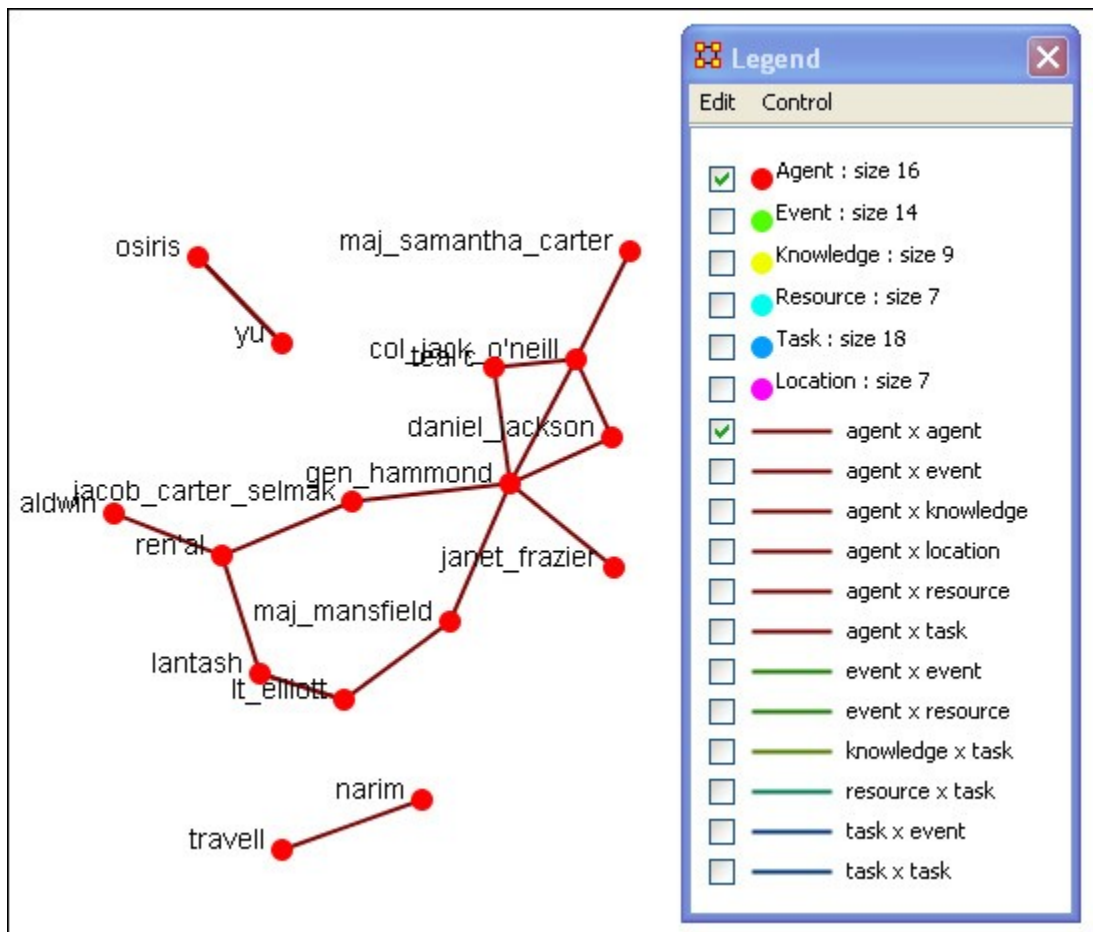 Legend
Edit Control
Agent : size 16
Event : size 14
Knowledge : size 9
Resource : size 7
Task : size 18
Location : size 7
agent x agent
agent x event
agent x knowledge
agent x location
agent x resource
agent x task
event x event
event x resource
knowledge x task
resource x task
task x event
task x task
osiris
maj_samantha_carter
yu
col_jack_o'neill
daniel_jackson
gen_hammond
jacob_carter_selmak
aldwin
ren'al
janet_frazier
maj_mansfield
lantash
lt_elliott
narim
travell